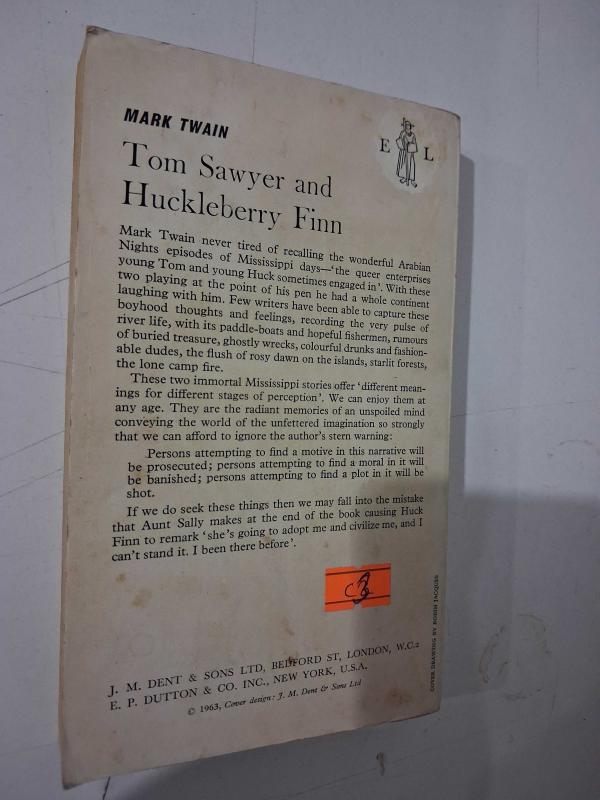 MARK TWAIN
E L
Tom Sawyer and
Huckleberry Finn
Mark Twain never tired of recalling the wonderful Arabian
Nights episodes of Mississippi days—‘the queer enterprises
young Tom and young Huck sometimes engaged in’. With these
two playing at the point of his pen he had a whole continent
laughing with him. Few writers have been able to capture these
boyhood thoughts and feelings, recording the very pulse of
river life, with its paddle-boats and hopeful fishermen, rumours
of buried treasure, ghostly wrecks, colourful drunks and fashion-
able dudes, the flush of rosy dawn on the islands, starlit forests,
the lone camp fire.
These two immortal Mississippi stories offer ‘different mean-
ings for different stages of perception’. We can enjoy them at
any age. They are the radiant memories of an unspoiled mind
conveying the world of the unfettered imagination so strongly
that we can afford to ignore the author's stern warning:
Persons attempting to find a motive in this narrative will
be prosecuted; persons attempting to find a moral in it will
be banished; persons attempting to find a plot in it will be
shot.
If we do seek these things then we may fall into the mistake
that Aunt Sally makes at the end of the book causing Huck
Finn to remark ‘she's going to adopt me and civilize me, and I
can't stand it. I been there before’.
J. M. DENT & SONS LTD, BEDFORD ST, LONDON, W.C.2
E. P. DUTTON & CO. INC., NEW YORK, U.S.A.
© 1963, Cover design: J. M. Dent & Sons Ltd
COVER DRAWING BY ROBIN JACQUES